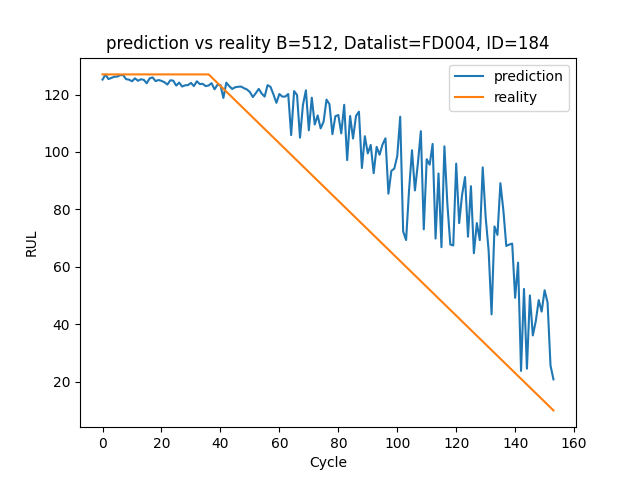 prediction vs reality B=512, Datalist=FD004, ID=184
prediction
reality
120
100
80
60
40
20
RUL
0 20 40 60 80 100 120 140 160
Cycle